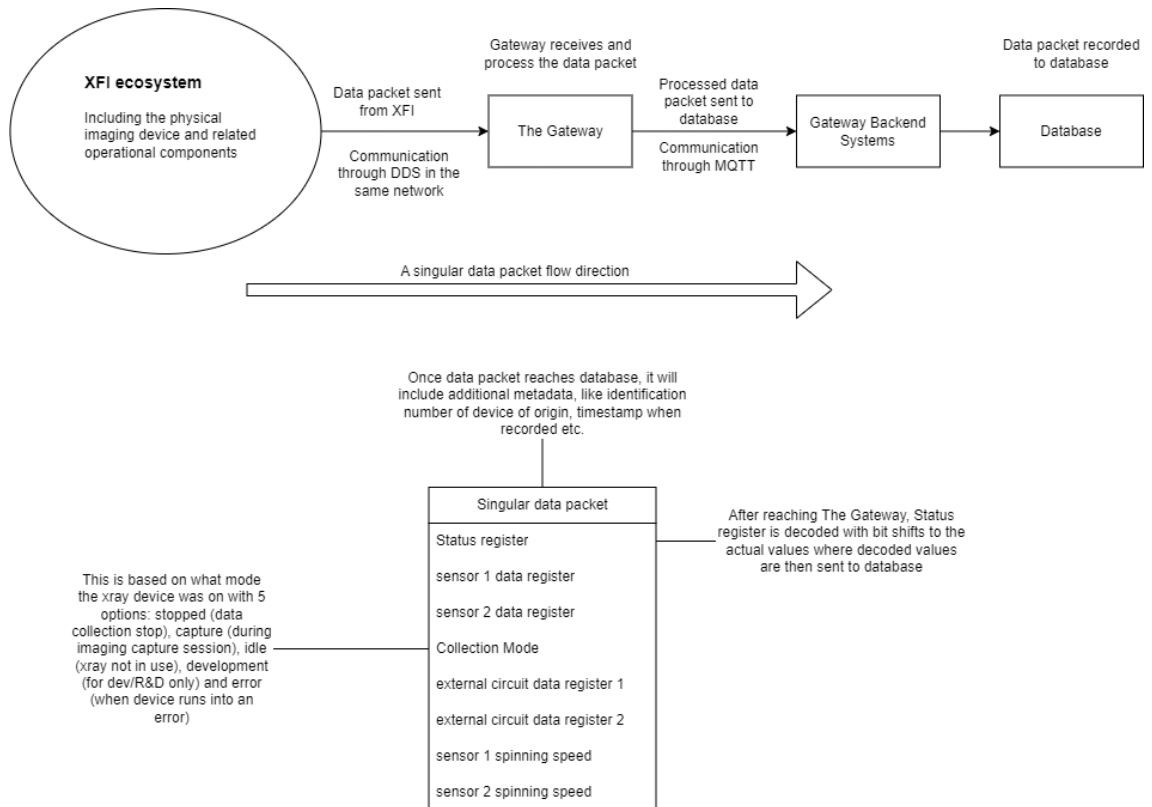 XFI ecosystem
Including the physical
imaging device and related
operational components
Data packet sent
from XFI
Communication
through DDS in the
same network
Gateway receives and
process the data packet
The Gateway
Processed data
packet sent to
database
Communication
through MQTT
Gateway Backend
Systems
Data packet recorded
to database
Database
A singular data packet flow direction
Once data packet reaches database, it will
include additional metadata, like identification
number of device of origin, timestamp when
recorded etc.
Singular data packet
Status register
sensor 1 data register
sensor 2 data register
Collection Mode
external circuit data register 1
external circuit data register 2
sensor 1 spinning speed
sensor 2 spinning speed
After reaching The Gateway, Status
register is decoded with bit shifts to the
actual values where decoded values
are then sent to database
This is based on what mode
the xray device was on with 5
options: stopped (data
collection stop), capture (during
imaging capture session), idle
(xray not in use), development
(for dev/R&D only) and error
(when device runs into an
error)